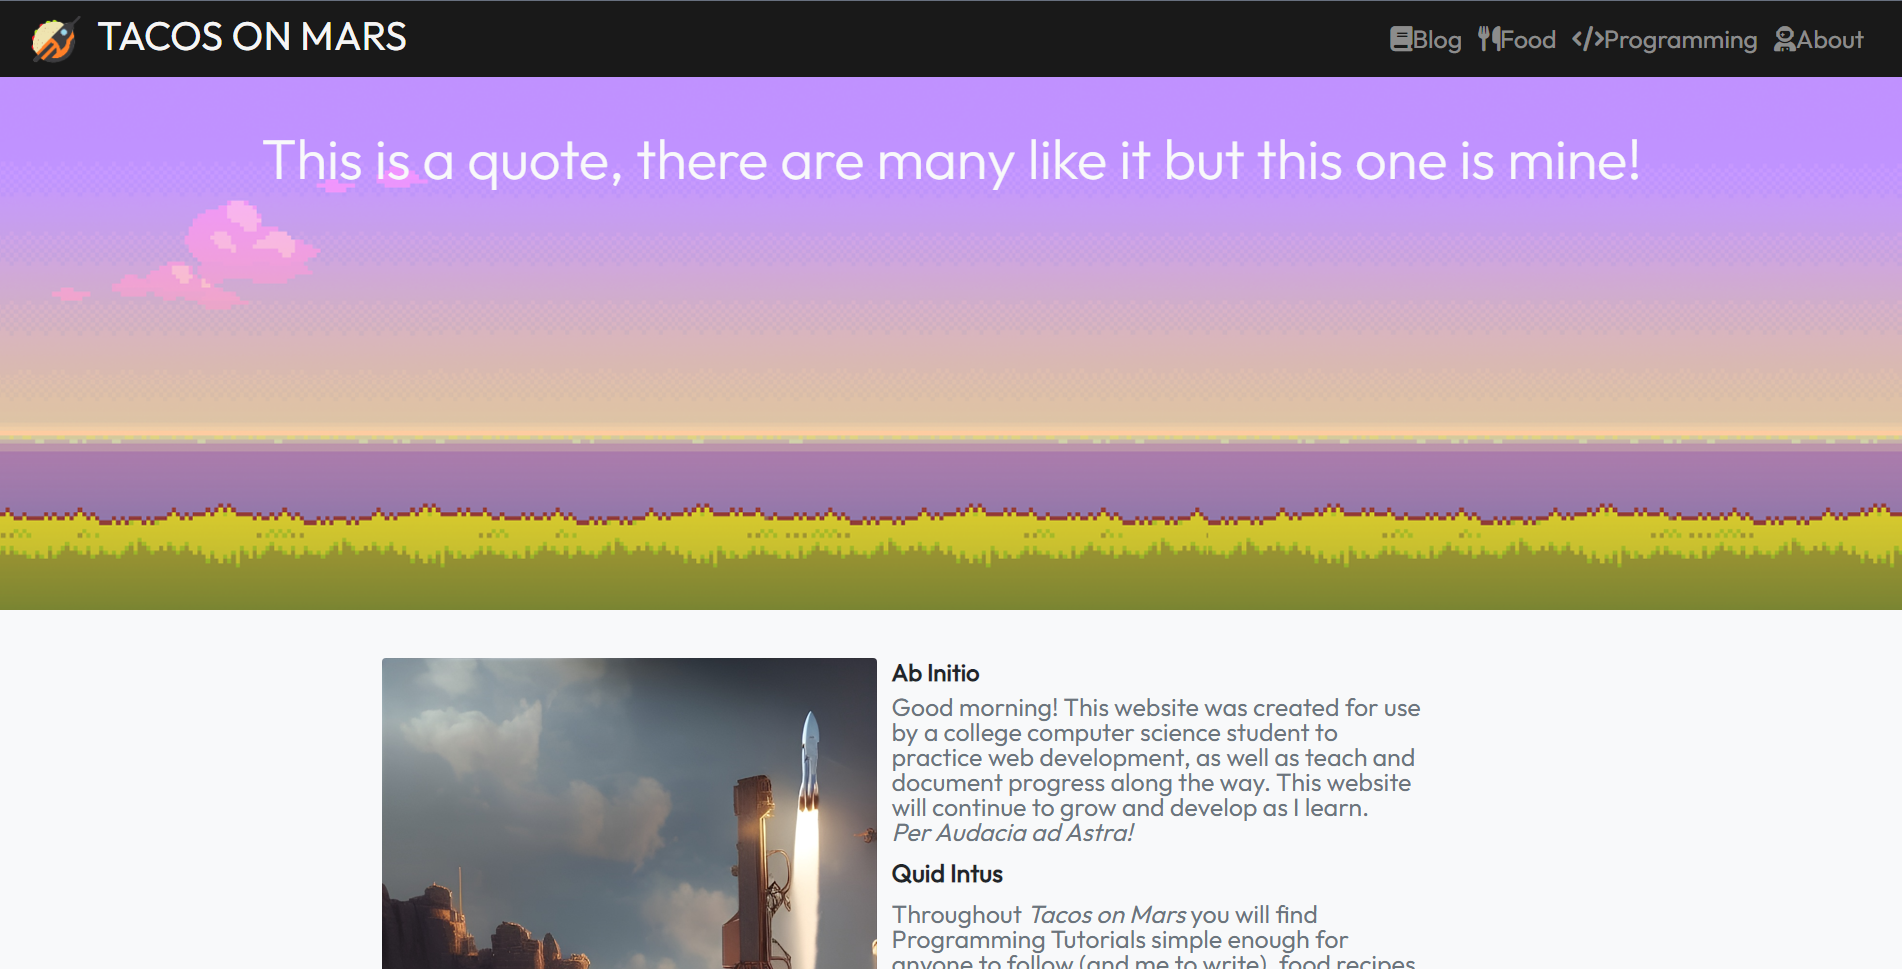 TACOS ON MARS
Blog Food Programming About
This is a quote, there are many like it but this one is mine!
Ab Initio
Good morning! This website was created for use
by a college computer science student to
practice web development, as well as teach and
document progress along the way. This website
will continue to grow and develop as I learn.
Per Audacia ad Astra!
Quid Intus
Throughout Tacos on Mars you will find
Programming Tutorials simple enough for
anyone to follow (and me to write), food recipes